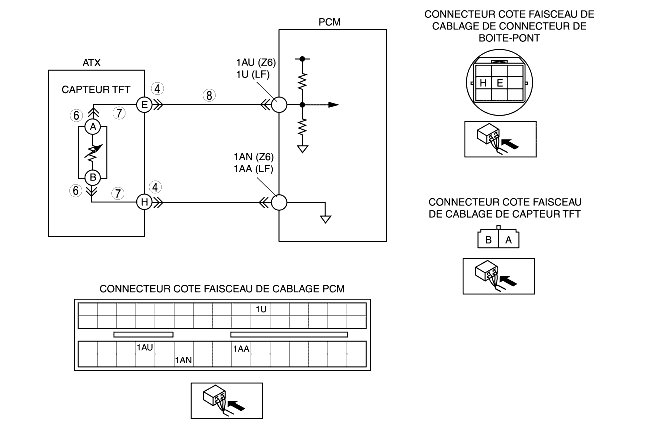 PCM
CONNECTEUR COTE FAISCEAU DE
CABLAGE DE CONNECTEUR DE
BOITE-PONT
ATX
1AU (Z6)
1U (LF)
CAPTEUR TFT
4
8
E
6
7
A
H E
B
1AN (Z6)
1AA (LF)
6
7
4
H
CONNECTEUR COTE FAISCEAU
DE CABLAGE DE CAPTEUR TFT
B A
CONNECTEUR COTE FAISCEAU DE CABLAGE PCM
1U
1AU
1AA
1AN